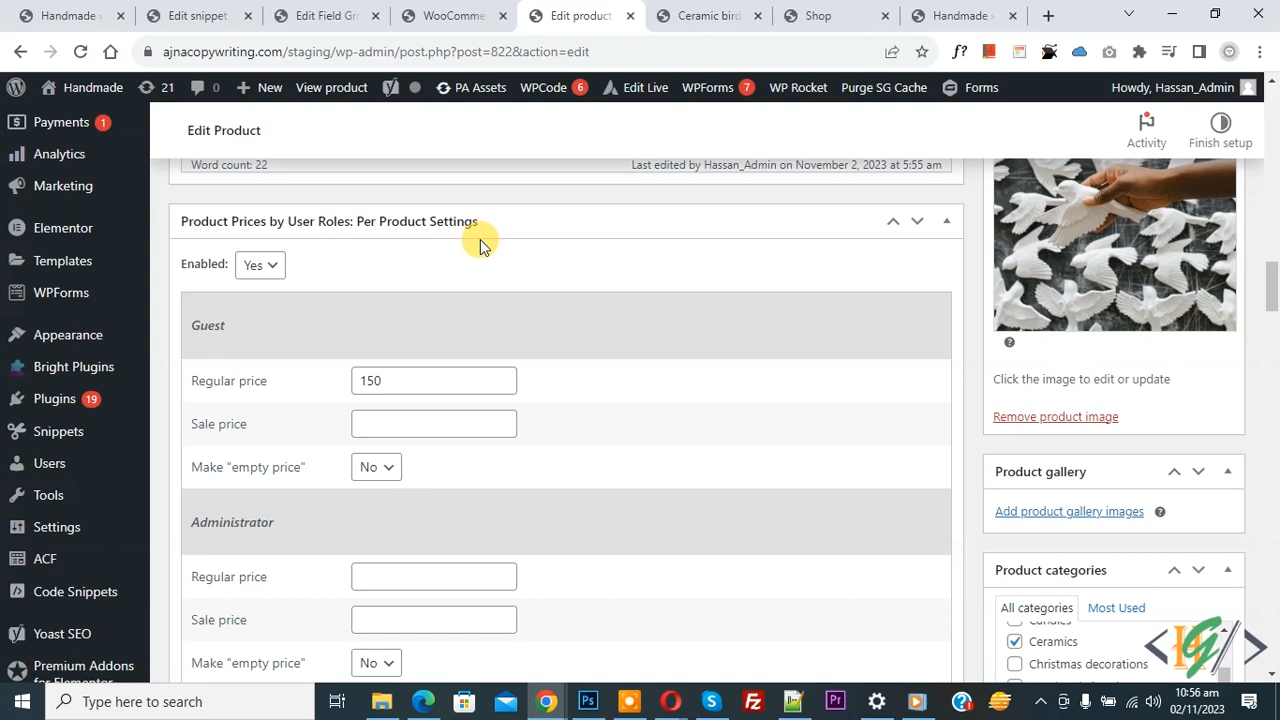 Handmade
Edit snippet
Edit Field Gr
WooCommer
Edit product
Ceramic bird
Shop
Handmade
ajnacopywriting.com/staging/wp-admin/post.php?post=822&action=edit
f?
Handmade 21 0 New View product PA Assets WPCode 6 Edit Live WPForms 7 WP Rocket Purge SG Cache Forms Howdy, Hassan_Admin
Payments 1
Analytics
Marketing
Elementor
Templates
WPForms
Appearance
Bright Plugins
Plugins 19
Snippets
Users
Tools
Settings
ACF
Code Snippets
Yoast SEO
Premium Addons
for Elementor
Edit Product
Activity
Finish setup
Word count: 22
Last edited by Hassan_Admin on November 2, 2023 at 5:55 am
Product Prices by User Roles: Per Product Settings
Enabled: Yes
Guest
Regular price 150
Sale price
Make "empty price" No
Administrator
Regular price
Sale price
Make "empty price" No
Click the image to edit or update
Remove product image
Product gallery
Add product gallery images
Product categories
All categories Most Used
Candles
Ceramics
Christmas decorations
Type here to search
10:56 am
02/11/2023